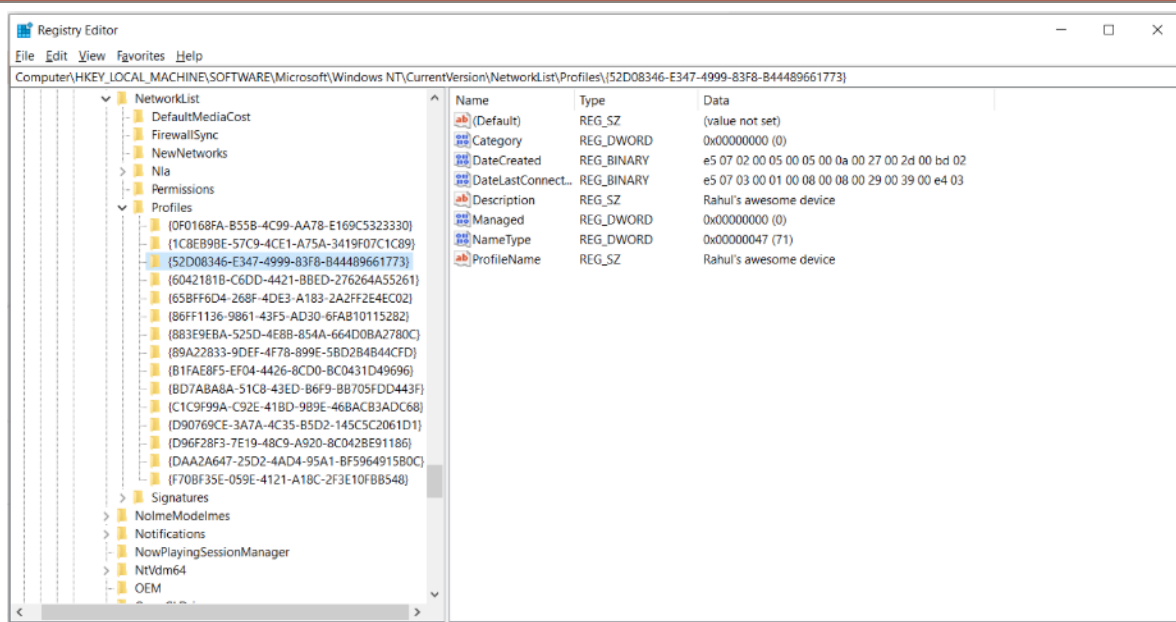 Registry Editor
File Edit View Favorites Help
Computer\HKEY_LOCAL_MACHINE\SOFTWARE\Microsoft\Windows NT\CurrentVersion\NetworkList\Profiles\{52D08346-E347-4999-83F8-B44489661773}
NetworkList
DefaultMediaCost
FirewallSync
NewNetworks
Nla
Permissions
Profiles
{0F0168FA-B55B-4C99-AA78-E169C5323330}
{1C8EB9BE-57C9-4CE1-A75A-3419F07C1C89}
{52D08346-E347-4999-83F8-B44489661773}
{6042181B-C6DD-4421-BBED-276264A55261}
{65BFF6D4-268F-4DE3-A183-2A2FF2E4EC02}
{86FF1136-9861-43F5-AD30-6FAB10115282}
{883E9EBA-525D-4E8B-854A-664D0BA2780C}
{89A22833-9DEF-4F78-899E-5BD2B4B44CFD}
{B1FAE8F5-EF04-4426-8CD0-BC0431D49696}
{BD7ABA8A-51C8-43ED-B6F9-BB705FDD443F}
{C1C9F99A-C92E-41BD-9B9E-46BACB3ADC68}
{D90769CE-3A7A-4C35-B5D2-145C5C2061D1}
{D96F28F3-7E19-48C9-A920-8C042BE91186}
{DAA2A647-25D2-4AD4-95A1-BF5964915B0C}
{F70BF35E-059E-4121-A18C-2F3E10FBB548}
Signatures
NoImeModeImes
Notifications
NowPlayingSessionManager
NtVdm64
OEM
Name Type Data
(Default) REG_SZ (value not set)
Category REG_DWORD 0x00000000 (0)
DateCreated REG_BINARY e5 07 02 00 05 00 05 00 0a 00 27 00 2d 00 bd 02
DateLastConnect... REG_BINARY e5 07 03 00 01 00 08 00 08 00 29 00 39 00 e4 03
Description REG_SZ Rahul's awesome device
Managed REG_DWORD 0x00000000 (0)
NameType REG_DWORD 0x00000047 (71)
ProfileName REG_SZ Rahul's awesome device